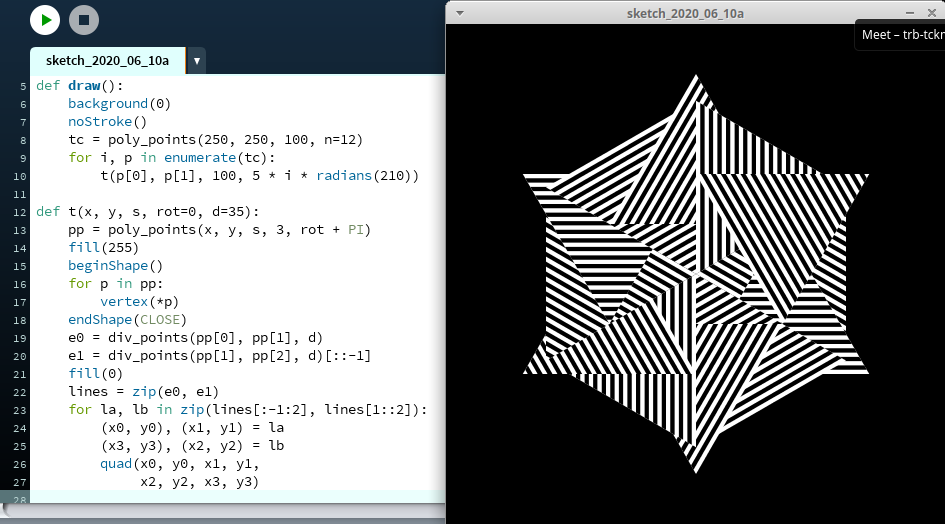 sketch_2020_06_10a
Meet – trb-tckn
sketch_2020_06_10a ▼
5 def draw():
6     background(0)
7     noStroke()
8     tc = poly_points(250, 250, 100, n=12)
9     for i, p in enumerate(tc):
10         t(p[0], p[1], 100, 5 * i * radians(210))
11
12 def t(x, y, s, rot=0, d=35):
13     pp = poly_points(x, y, s, 3, rot + PI)
14     fill(255)
15     beginShape()
16     for p in pp:
17         vertex(*p)
18     endShape(CLOSE)
19     e0 = div_points(pp[0], pp[1], d)
20     e1 = div_points(pp[1], pp[2], d)[::-1]
21     fill(0)
22     lines = zip(e0, e1)
23     for la, lb in zip(lines[:-1:2], lines[1::2]):
24         (x0, y0), (x1, y1) = la
25         (x3, y3), (x2, y2) = lb
26         quad(x0, y0, x1, y1,
27              x2, y2, x3, y3)
28